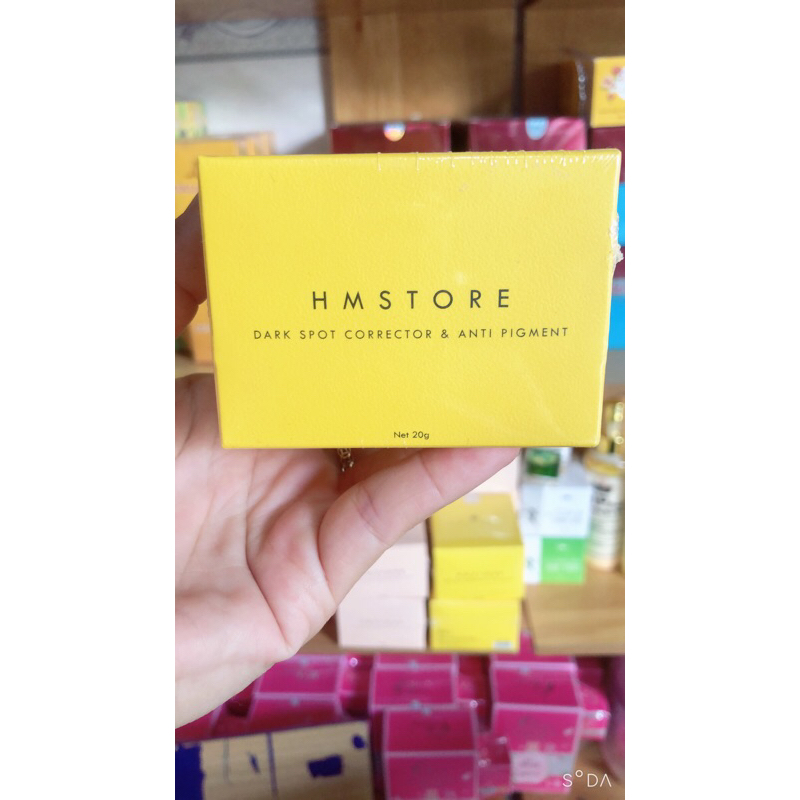 HMSTORE
DARK SPOT CORRECTOR & ANTI PIGMENT
Net 20g
SODA